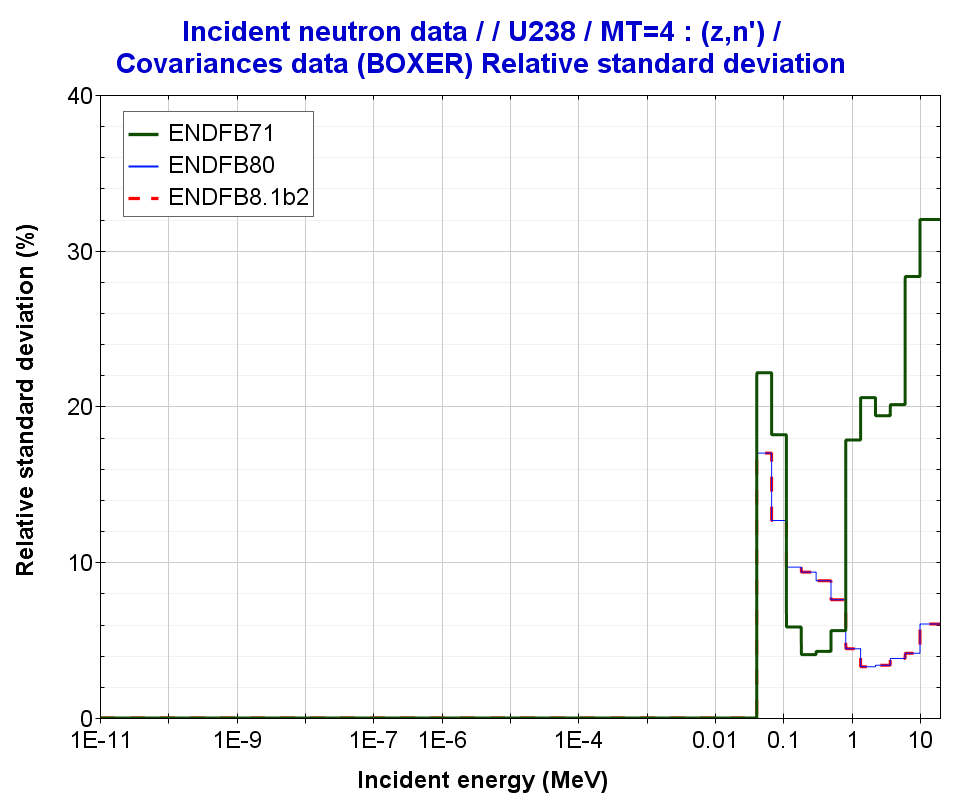 Incident neutron data / / U238 / MT=4 : (z,n') /
Covariances data (BOXER) Relative standard deviation
40
ENDFB71
ENDFB80
ENDFB8.1b2
30
Relative standard deviation (%)
20
10
0
1E-11 1E-9 1E-7 1E-6 1E-4 0.01 0.1 1 10
Incident energy (MeV)